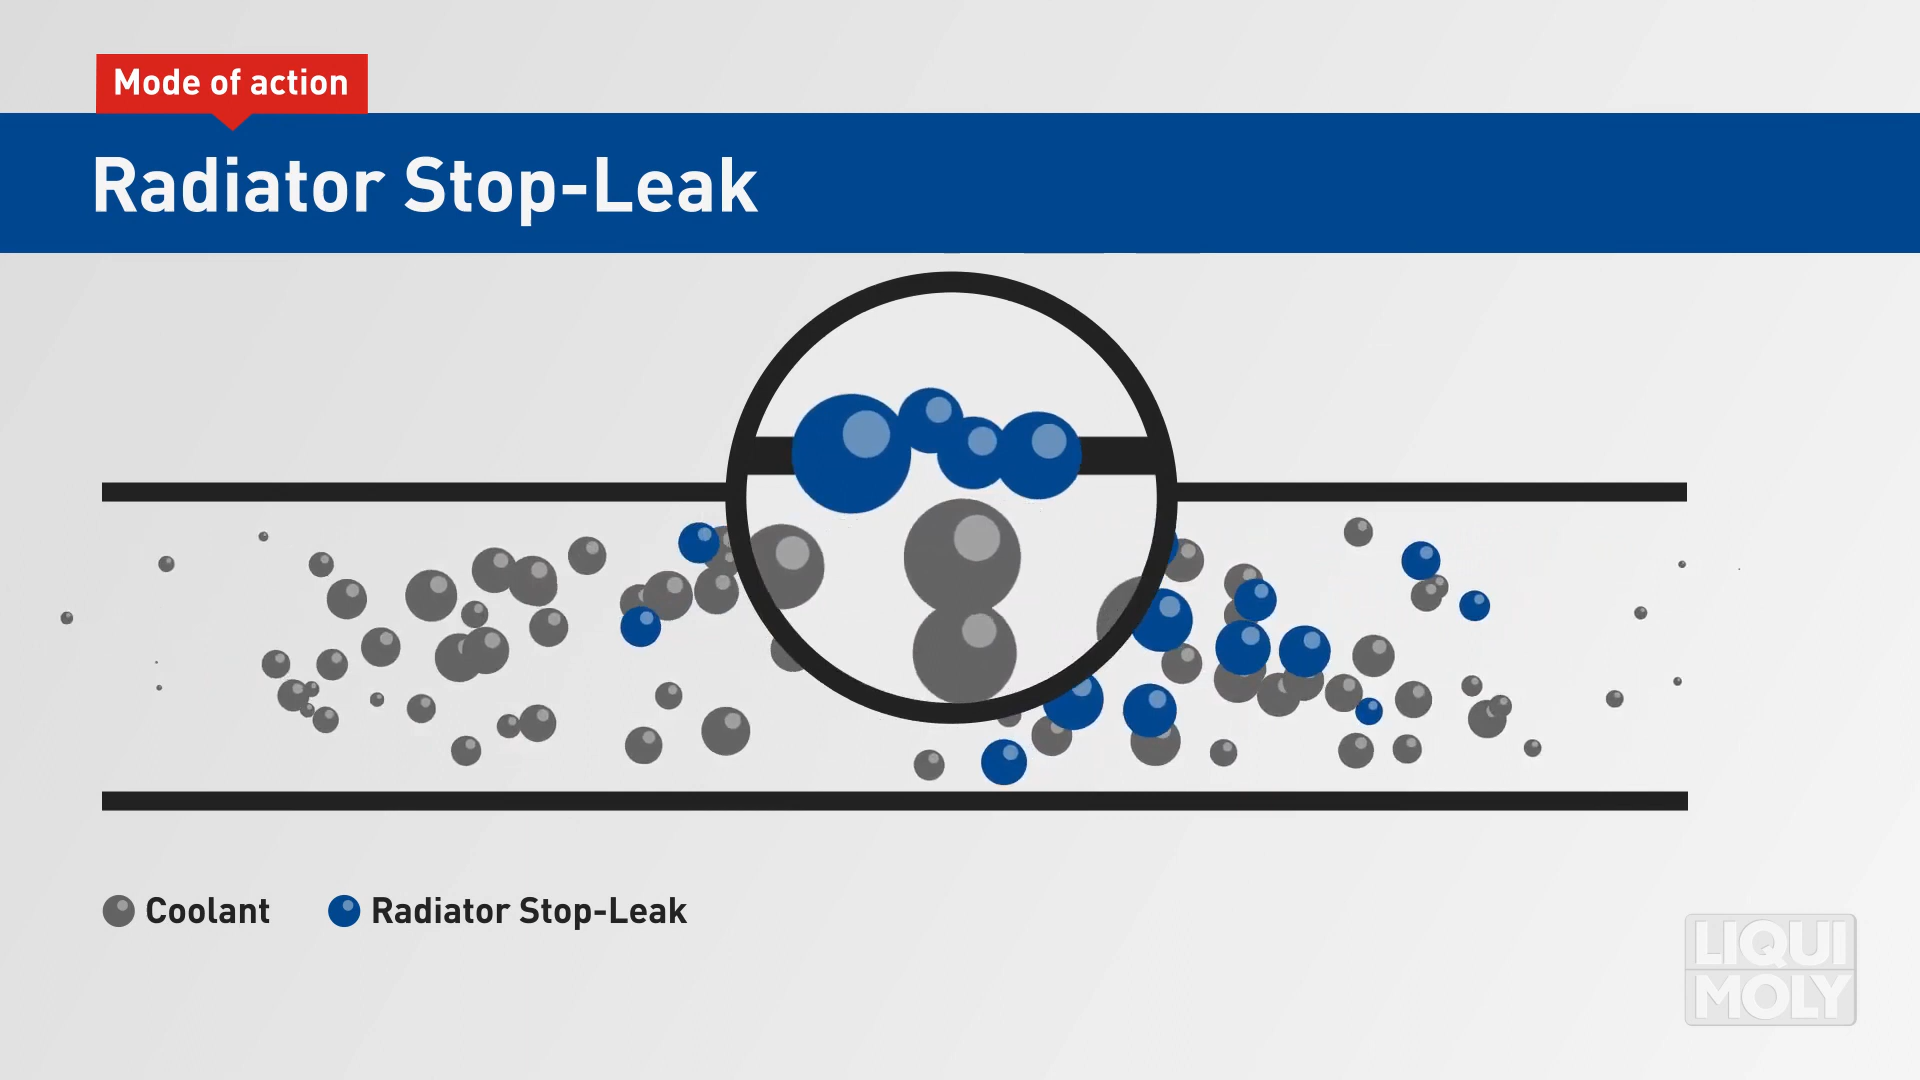 Mode of action
Radiator Stop-Leak
Coolant
Radiator Stop-Leak
LIQUI
MOLY